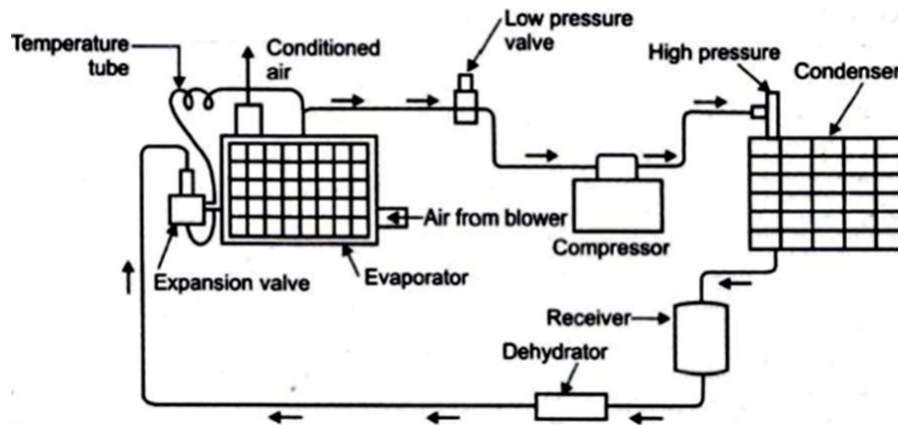 Temperature
tube
Conditioned
air
Low pressure
valve
High pressure
Condenser
Air from blower
Compressor
Expansion valve
Evaporator
Receiver
Dehydrator